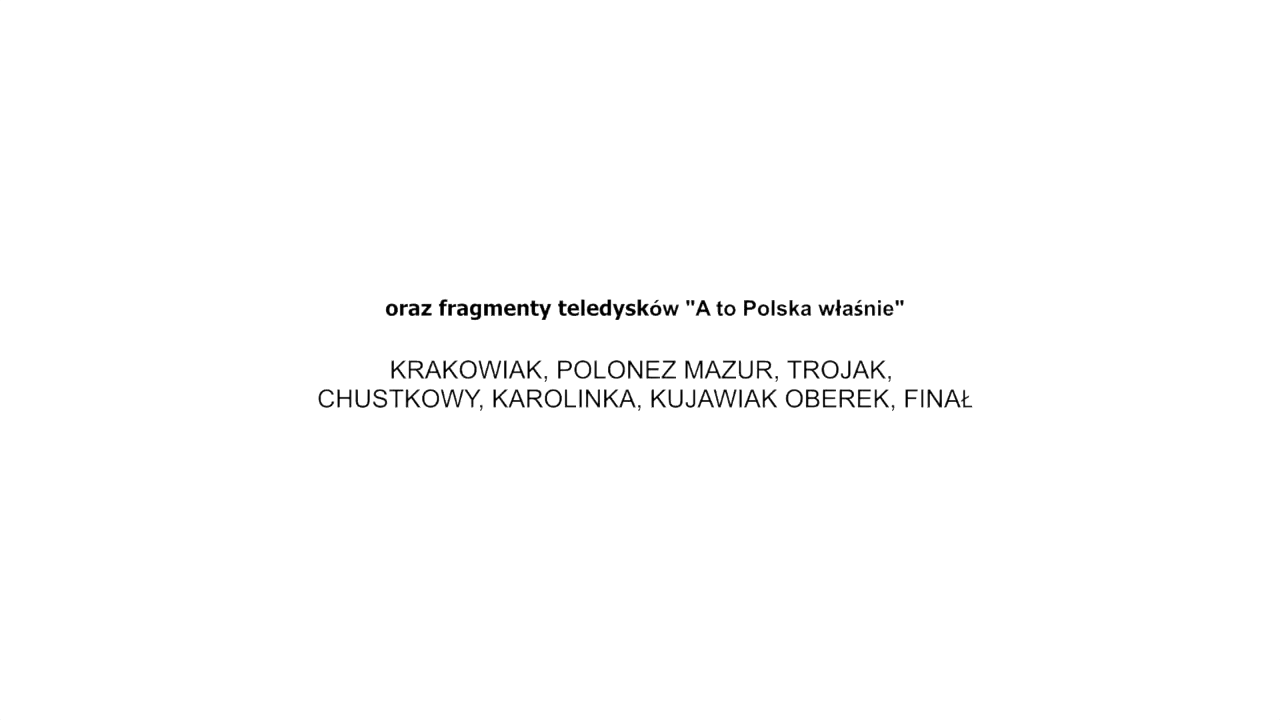 oraz fragmenty teledysków "A to Polska właśnie"
KRAKOWIAK, POLONEZ MAZUR, TROJAK,
CHUSTKOWY, KAROLINKA, KUJAWIAK OBEREK, FINAŁ